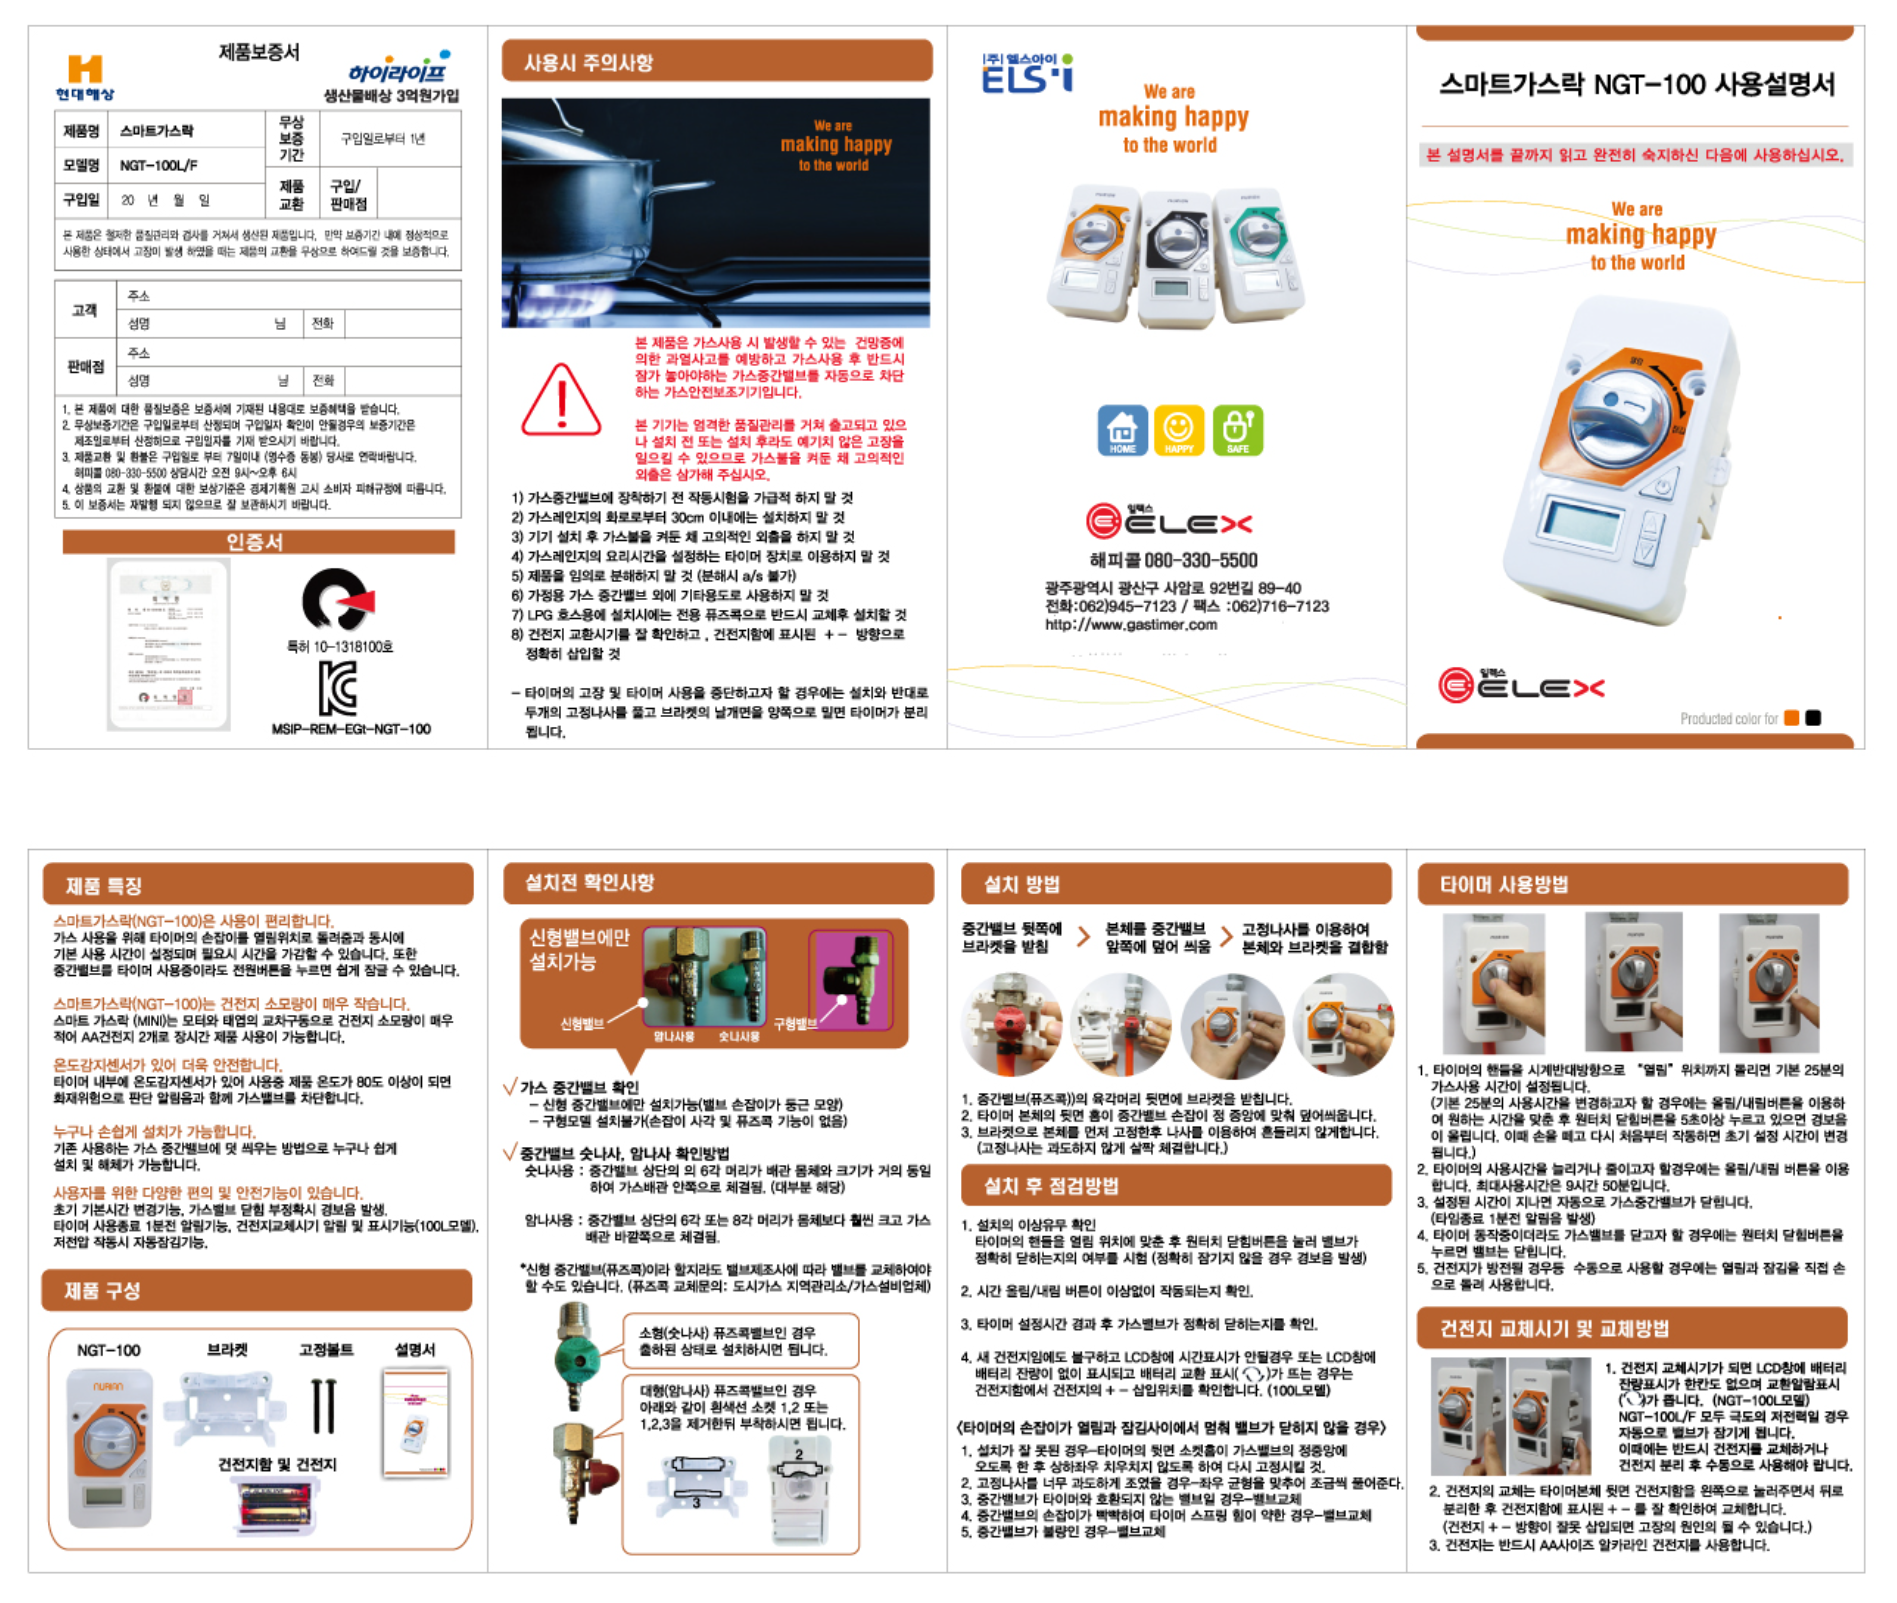 제품보증서
현대해상
하이라이프
생산물배상 3억원가입
제품명 스마트가스락
무상 보증 기간 구입일로부터 1년
모델명 NGT-100L/F
제품 교환 구입/ 판매점
구입일 20 년 월 일
본 제품은 철저한 품질관리와 검사를 거쳐서 생산된 제품입니다. 만약 보증기간 내에 정상적으로
사용한 상태에서 고장이 발생 하였을 때는 제품의 교환을 무상으로 하여드릴 것을 보증합니다.
고객 주소
성명 님 전화
판매점 주소
성명 님 전화
1. 본 제품에 대한 품질보증은 보증서에 기재된 내용대로 보증혜택을 받습니다.
2. 무상보증기간은 구입일로부터 산정되며 구입일자 확인이 안될경우의 보증기간은
제조일로부터 산정하므로 구입일자를 기재 받으시기 바랍니다.
3. 제품교환 및 환불은 구입일로 부터 7일이내 (영수증 동봉) 당사로 연락바랍니다.
해피콜 080-330-5500 상담시간 오전 9시~오후 6시
4. 상품의 교환 및 환불에 대한 보상기준은 경제기획원 고시 소비자 피해규정에 따릅니다.
5. 이 보증서는 재발행 되지 않으므로 잘 보관하시기 바랍니다.
인증서
특허 10-1318100호
MSIP-REM-EGt-NGT-100
사용시 주의사항
We are
making happy
to the world
본 제품은 가스사용 시 발생할 수 있는 건망증에
의한 과열사고를 예방하고 가스사용 후 반드시
잠가 놓아야하는 가스중간밸브를 자동으로 차단
하는 가스안전보조기기입니다.
본 기기는 엄격한 품질관리를 거쳐 출고되고 있으
나 설치 전 또는 설치 후라도 예기치 않은 고장을
일으킬 수 있으므로 가스불을 켜둔 채 고의적인
외출은 삼가해 주십시오.
1) 가스중간밸브에 장착하기 전 작동시험을 가급적 하지 말 것
2) 가스레인지의 화로로부터 30cm 이내에는 설치하지 말 것
3) 기기 설치 후 가스불을 켜둔 채 고의적인 외출을 하지 말 것
4) 가스레인지의 요리시간을 설정하는 타이머 장치로 이용하지 말 것
5) 제품을 임의로 분해하지 말 것 (분해시 a/s 불가)
6) 가정용 가스 중간밸브 외에 기타용도로 사용하지 말 것
7) LPG 호스용에 설치시에는 전용 퓨즈콕으로 반드시 교체후 설치할 것
8) 건전지 교환시기를 잘 확인하고 , 건전지함에 표시된 + - 방향으로
정확히 삽입할 것
- 타이머의 고장 및 타이머 사용을 중단하고자 할 경우에는 설치와 반대로
두개의 고정나사를 풀고 브라켓의 날개면을 양쪽으로 밀면 타이머가 분리
됩니다.
(주) 엘스아이
ELSi
We are
making happy
to the world
HOME HAPPY SAFE
일렉스
ELEX
해피콜 080-330-5500
광주광역시 광산구 사암로 92번길 89-40
전화:062)945-7123 / 팩스 :062)716-7123
http://www.gastimer.com
스마트가스락 NGT-100 사용설명서
본 설명서를 끝까지 읽고 완전히 숙지하신 다음에 사용하십시오.
We are
making happy
to the world
일렉스
ELEX
Producted color for
제품 특징
스마트가스락(NGT-100)은 사용이 편리합니다.
가스 사용을 위해 타이머의 손잡이를 열림위치로 돌려줌과 동시에
기본 사용 시간이 설정되며 필요시 시간을 가감할 수 있습니다. 또한
중간밸브를 타이머 사용중이라도 전원버튼을 누르면 쉽게 잠글 수 있습니다.
스마트가스락(NGT-100)는 건전지 소모량이 매우 작습니다.
스마트 가스락 (MINI)는 모터와 태엽의 교차구동으로 건전지 소모량이 매우
적어 AA건전지 2개로 장시간 제품 사용이 가능합니다.
온도감지센서가 있어 더욱 안전합니다.
타이머 내부에 온도감지센서가 있어 사용중 제품 온도가 80도 이상이 되면
화재위험으로 판단 알림음과 함께 가스밸브를 차단합니다.
누구나 손쉽게 설치가 가능합니다.
기존 사용하는 가스 중간밸브에 덧 씌우는 방법으로 누구나 쉽게
설치 및 해체가 가능합니다.
사용자를 위한 다양한 편의 및 안전기능이 있습니다.
초기 기본시간 변경기능, 가스밸브 닫힘 부정확시 경보음 발생,
타이머 사용종료 1분전 알림기능, 건전지교체시기 알림 및 표시기능(100L모델),
저전압 작동시 자동잠김기능.
제품 구성
NGT-100 브라켓 고정볼트 설명서
NURIAN
건전지함 및 건전지
설치전 확인사항
신형밸브에만
설치가능
신형밸브 암나사용 숫나사용 구형밸브
√ 가스 중간밸브 확인
- 신형 중간밸브에만 설치가능(밸브 손잡이가 둥근 모양)
- 구형모델 설치불가(손잡이 사각 및 퓨즈콕 기능이 없음)
√ 중간밸브 숫나사, 암나사 확인방법
숫나사용 : 중간밸브 상단의 의 6각 머리가 배관 몸체와 크기가 거의 동일
하여 가스배관 안쪽으로 체결됨. (대부분 해당)
암나사용 : 중간밸브 상단의 6각 또는 8각 머리가 몸체보다 훨씬 크고 가스
배관 바깥쪽으로 체결됨.
*신형 중간밸브(퓨즈콕)이라 할지라도 밸브제조사에 따라 밸브를 교체하여야
할 수도 있습니다. (퓨즈콕 교체문의: 도시가스 지역관리소/가스설비업체)
소형(숫나사) 퓨즈콕밸브인 경우
출하된 상태로 설치하시면 됩니다.
대형(암나사) 퓨즈콕밸브인 경우
아래와 같이 흰색선 소켓 1,2 또는
1,2,3을 제거한뒤 부착하시면 됩니다.
1
2
3
설치 방법
중간밸브 뒷쪽에
브라켓을 받침
본체를 중간밸브
앞쪽에 덮어 씌움
고정나사를 이용하여
본체와 브라켓을 결합함
1. 중간밸브(퓨즈콕))의 육각머리 뒷면에 브라켓을 받칩니다.
2. 타이머 본체의 뒷면 홈이 중간밸브 손잡이 정 중앙에 맞춰 덮어씌웁니다.
3. 브라켓으로 본체를 먼저 고정한후 나사를 이용하여 흔들리지 않게합니다.
(고정나사는 과도하지 않게 살짝 체결합니다.)
설치 후 점검방법
1. 설치의 이상유무 확인
타이머의 핸들을 열림 위치에 맞춘 후 원터치 닫힘버튼을 눌러 밸브가
정확히 닫히는지의 여부를 시험 (정확히 잠기지 않을 경우 경보음 발생)
2. 시간 올림/내림 버튼이 이상없이 작동되는지 확인.
3. 타이머 설정시간 경과 후 가스밸브가 정확히 닫히는지를 확인.
4. 새 건전지임에도 불구하고 LCD창에 시간표시가 안될경우 또는 LCD창에
배터리 잔량이 없이 표시되고 배터리 교환 표시( )가 뜨는 경우는
건전지함에서 건전지의 + - 삽입위치를 확인합니다. (100L모델)
〈타이머의 손잡이가 열림과 잠김사이에서 멈춰 밸브가 닫히지 않을 경우〉
1. 설치가 잘 못된 경우-타이머의 뒷면 소켓홈이 가스밸브의 정중앙에
오도록 한 후 상하좌우 치우치지 않도록 하여 다시 고정시킬 것.
2. 고정나사를 너무 과도하게 조였을 경우-좌우 균형을 맞추어 조금씩 풀어준다.
3. 중간밸브가 타이머와 호환되지 않는 밸브일 경우-밸브교체
4. 중간밸브의 손잡이가 빡빡하여 타이머 스프링 힘이 약한 경우-밸브교체
5. 중간밸브가 불량인 경우-밸브교체
타이머 사용방법
1. 타이머의 핸들을 시계반대방향으로 “열림” 위치까지 돌리면 기본 25분의
가스사용 시간이 설정됩니다.
(기본 25분의 사용시간을 변경하고자 할 경우에는 올림/내림버튼을 이용하
여 원하는 시간을 맞춘 후 원터치 닫힘버튼을 5초이상 누르고 있으면 경보음
이 울립니다. 이때 손을 떼고 다시 처음부터 작동하면 초기 설정 시간이 변경
됩니다.)
2. 타이머의 사용시간을 늘리거나 줄이고자 할경우에는 올림/내림 버튼을 이용
합니다. 최대사용시간은 9시간 50분입니다.
3. 설정된 시간이 지나면 자동으로 가스중간밸브가 닫힙니다.
(타임종료 1분전 알림음 발생)
4. 타이머 동작중이더라도 가스밸브를 닫고자 할 경우에는 원터치 닫힘버튼을
누르면 밸브는 닫힙니다.
5. 건전지가 방전될 경우등 수동으로 사용할 경우에는 열림과 잠김을 직접 손
으로 돌려 사용합니다.
건전지 교체시기 및 교체방법
1. 건전지 교체시기가 되면 LCD창에 배터리
잔량표시가 한칸도 없으며 교환알람표시
( )가 뜹니다. (NGT-100L모델)
NGT-100L/F 모두 극도의 저전력일 경우
자동으로 밸브가 잠기게 됩니다.
이때에는 반드시 건전지를 교체하거나
건전지 분리 후 수동으로 사용해야 랍니다.
2. 건전지의 교체는 타이머본체 뒷면 건전지함을 왼쪽으로 눌러주면서 뒤로
분리한 후 건전지함에 표시된 + - 를 잘 확인하여 교체합니다.
(건전지 + - 방향이 잘못 삽입되면 고장의 원인의 될 수 있습니다.)
3. 건전지는 반드시 AA사이즈 알카라인 건전지를 사용합니다.